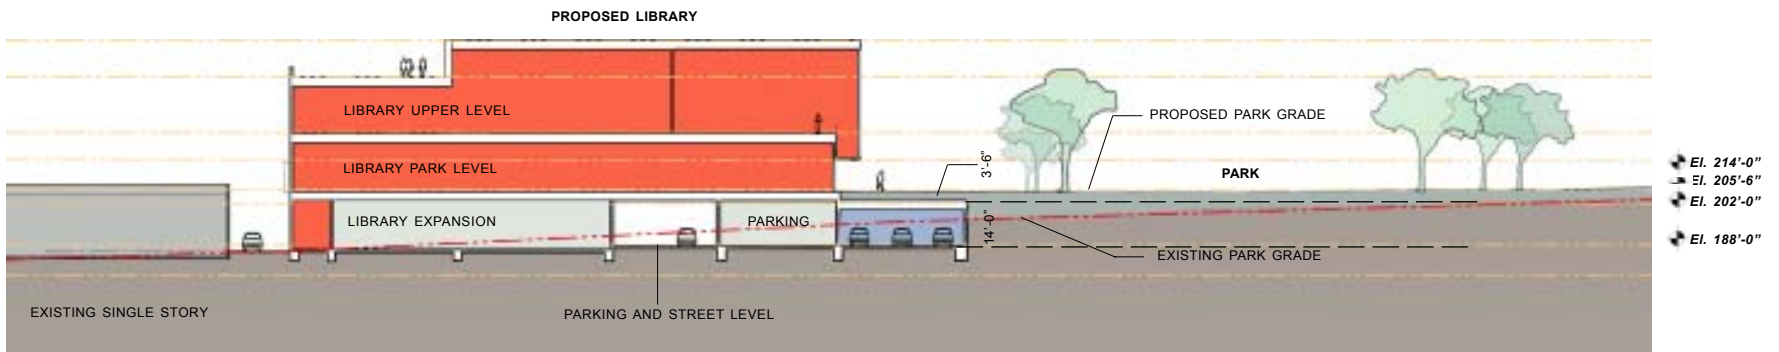 PROPOSED LIBRARY
LIBRARY UPPER LEVEL
PROPOSED PARK GRADE
3'-6"
El. 214'-0"
LIBRARY PARK LEVEL
PARK
El. 205'-6"
El. 202'-0"
LIBRARY EXPANSION
PARKING
14'-0"
El. 188'-0"
EXISTING PARK GRADE
EXISTING SINGLE STORY
PARKING AND STREET LEVEL